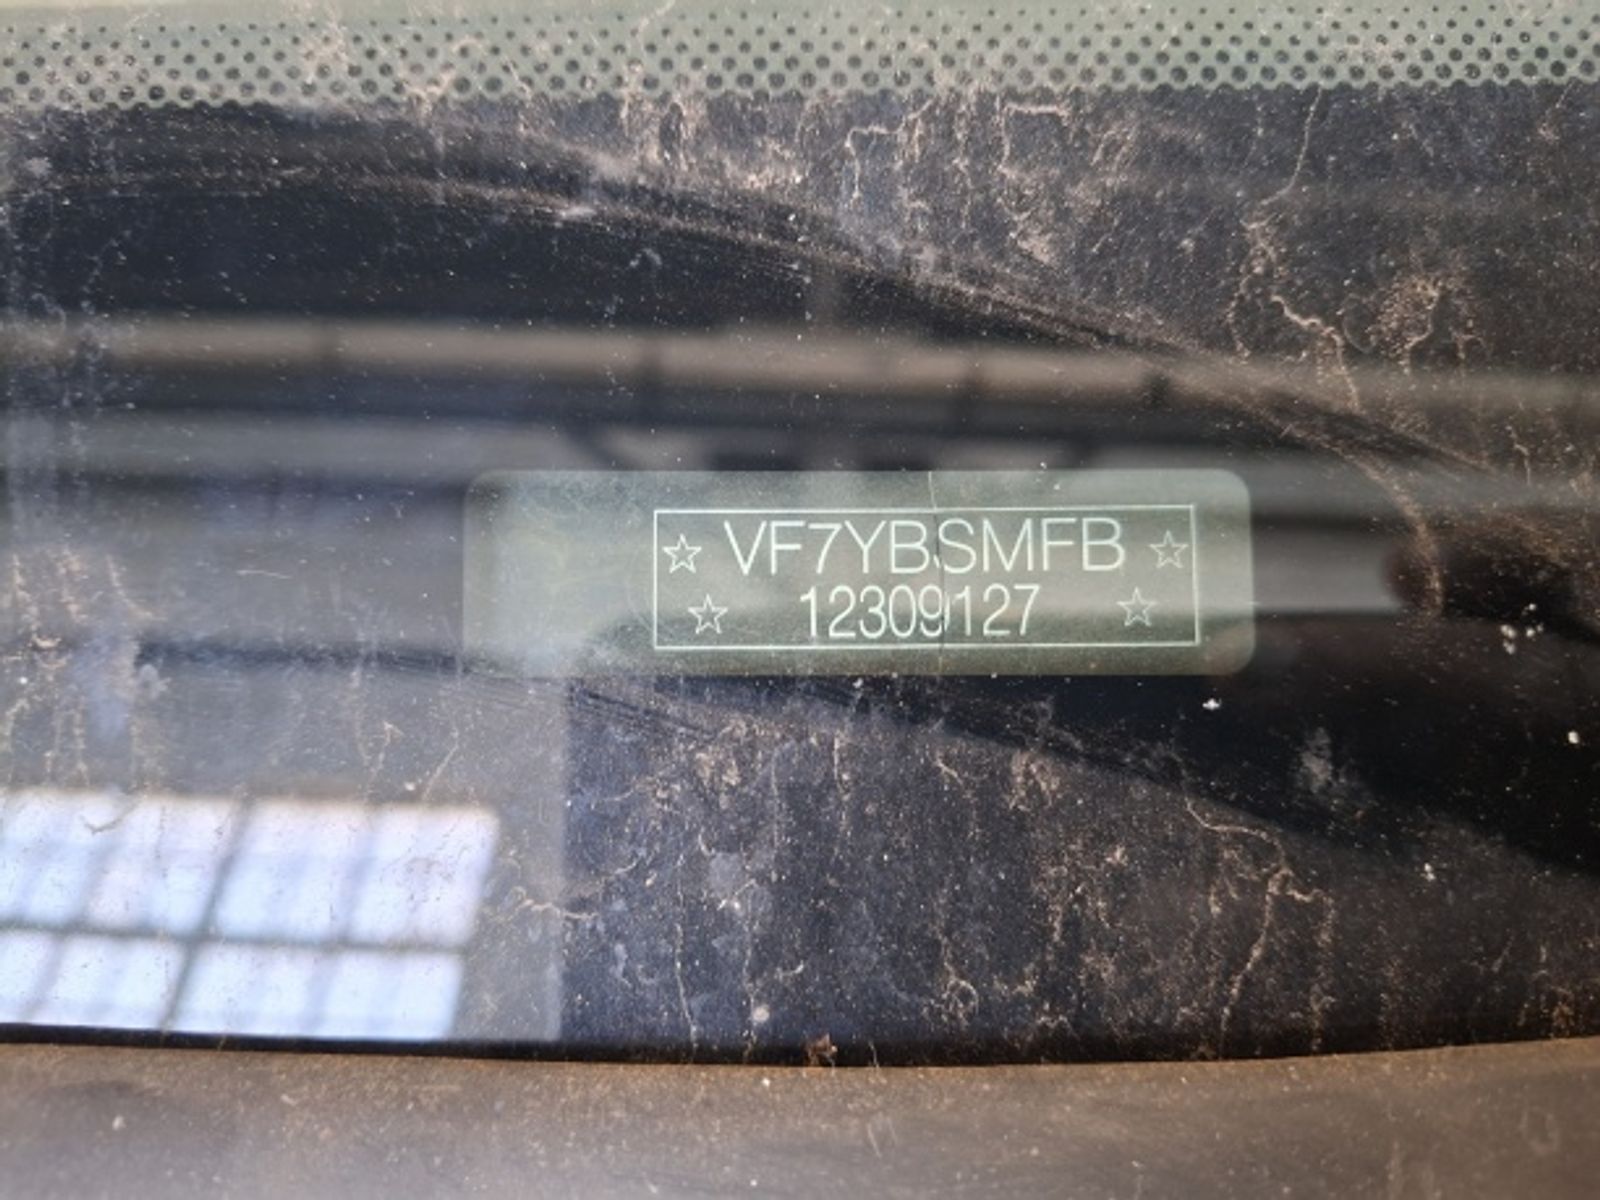 ☆ VF7YBSMFB ☆
☆ 12309127 ☆